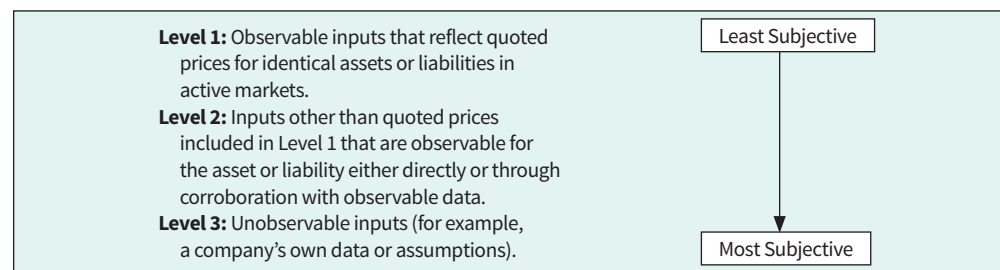 Level 1: Observable inputs that reflect quoted
prices for identical assets or liabilities in
active markets.
Level 2: Inputs other than quoted prices
included in Level 1 that are observable for
the asset or liability either directly or through
corroboration with observable data.
Level 3: Unobservable inputs (for example,
a company’s own data or assumptions).
Least Subjective
Most Subjective